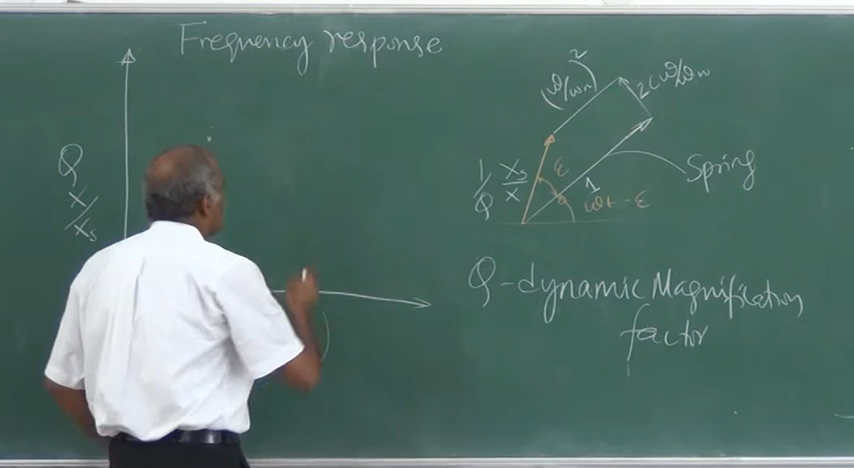 Frequency response
Q
X/Xs
(ω/ωn)²
2ζω/ωn
1/Q Xs/X
ε
1
ωt - ε
Spring
Q - dynamic Magnification
factor